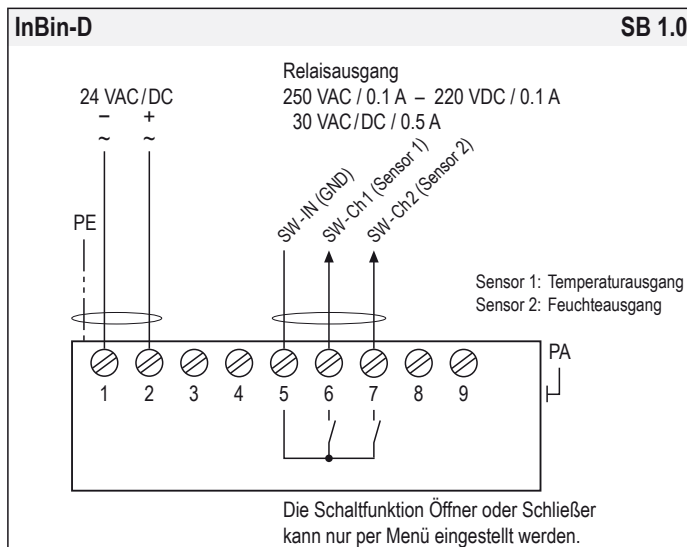 InBin-D SB 1.0
Relaisausgang
24 VAC/DC 250 VAC / 0.1 A – 220 VDC / 0.1 A
– + 30 VAC/DC / 0.5 A
~ ~
SW-IN (GND)
SW-Ch1 (Sensor 1)
SW-Ch2 (Sensor 2)
PE
Sensor 1: Temperaturausgang
Sensor 2: Feuchteausgang
PA
1 2 3 4 5 6 7 8 9
Die Schaltfunktion Öffner oder Schließer
kann nur per Menü eingestellt werden.